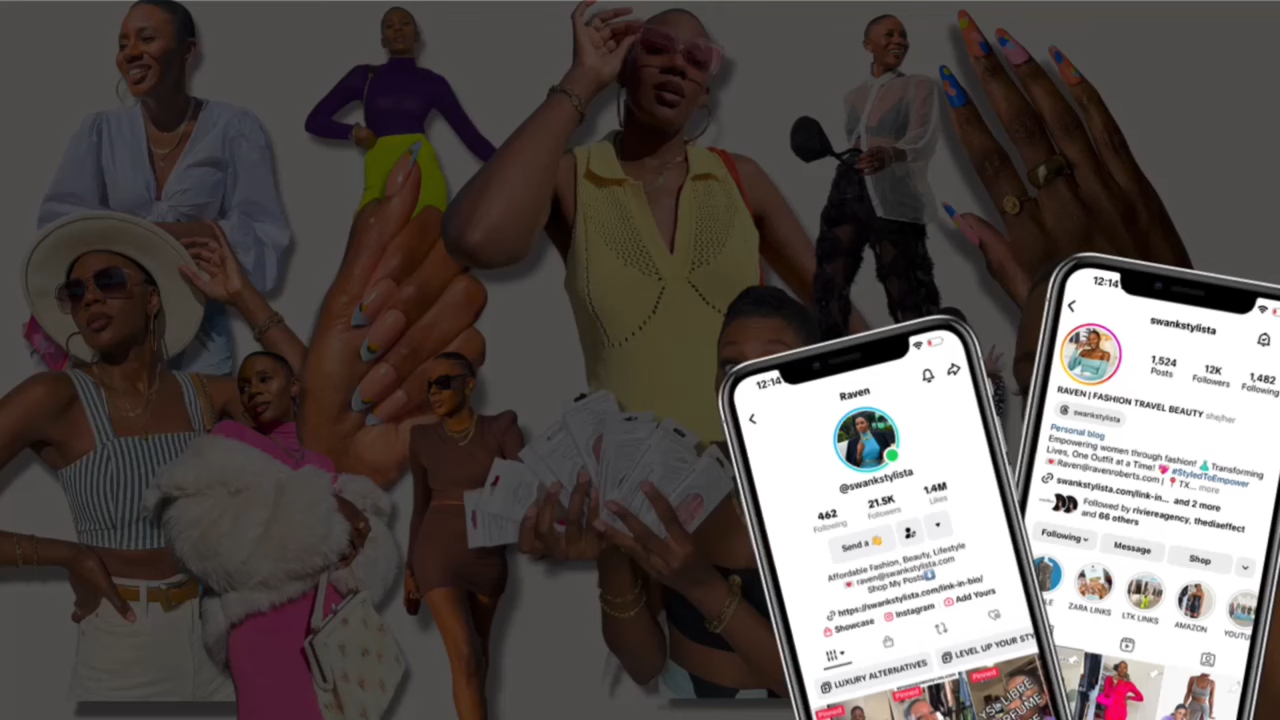 12:14
Raven
@swankstylista
462 21.5K 1.4M
Following Followers Likes
Send a 👋
Affordable Fashion, Beauty, Lifestyle
💌 raven@swankstylista.com
Shop My Posts⬇️
https://swankstylista.com/link-in-bio/
Showcase Instagram Add Yours
LUXURY ALTERNATIVES LEVEL UP YOUR STY
Pinned Pinned Pinned
YSL LIBRE
12:14
swankstylista
1,524 12K 1,482
Posts Followers Following
RAVEN | FASHION TRAVEL BEAUTY she/her
swankstylista
Personal blog
Empowering women through fashion! 👗Transforming
Lives, One Outfit at a Time! 💖 #StyledToEmpower
💌Raven@ravenroberts.com | 📍TX... more
swankstylista.com/link-in... and 2 more
Followed by riviereagency, thediaeffect
and 66 others
Following Message Shop
LE ZARA LINKS LTK LINKS AMAZON YOUTU